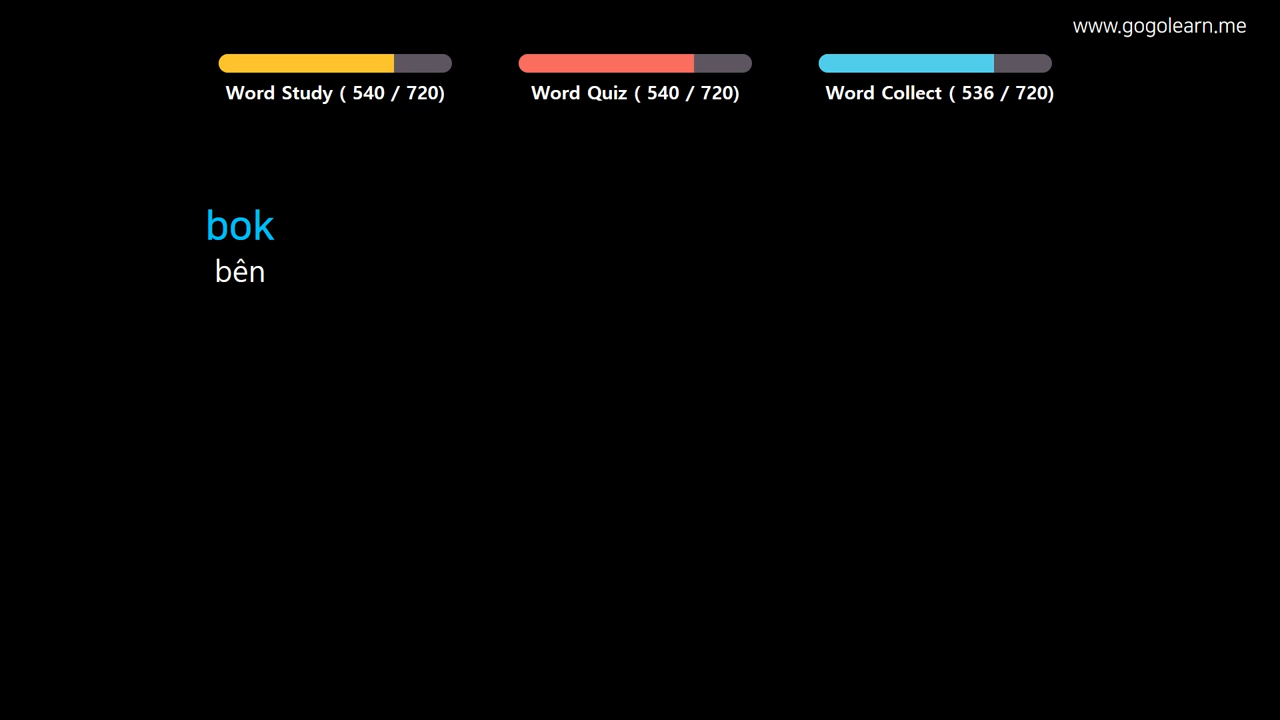 www.gogolearn.me
Word Study ( 540 / 720)
Word Quiz ( 540 / 720)
Word Collect ( 536 / 720)
bok
bên